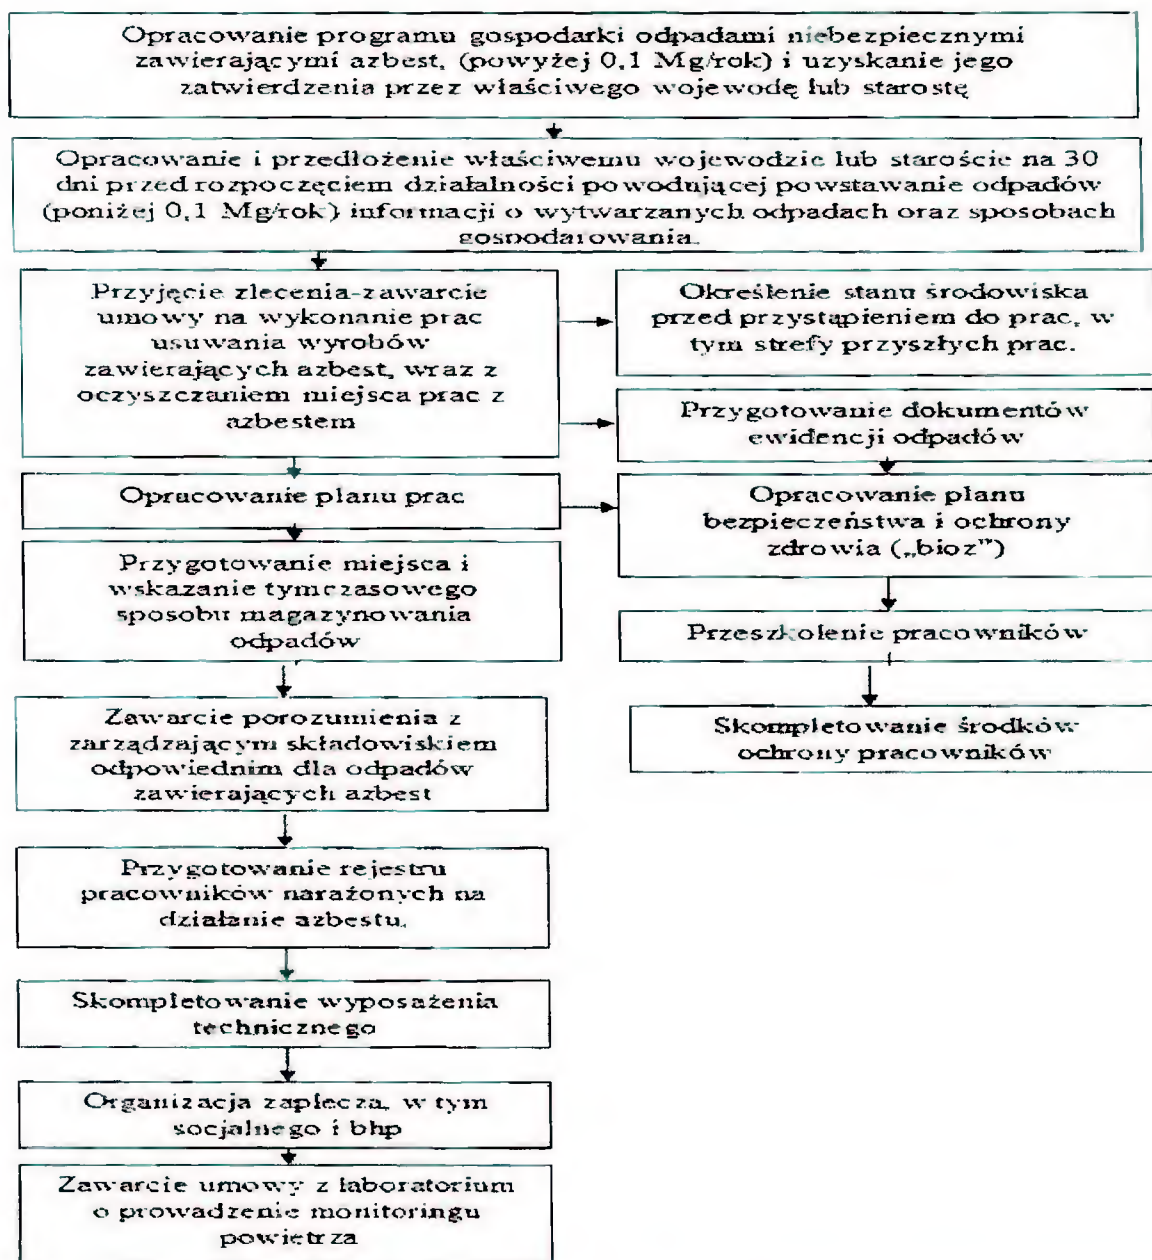 Opracowanie programu gospodarki odpadami niebezpiecznymi
zawierającymi azbest, (powyżej 0,1 Mg/rok) i uzyskanie jego
zatwierdzenia przez właściwego wojewodę lub starostę
Opracowanie i przedłożenie właściwemu wojewodzie lub staroście na 30
dni przed rozpoczęciem działalności powodującej powstawanie odpadów
(poniżej 0,1 Mg/rok) informacji o wytwarzanych odpadach oraz sposobach
gospodarowania.
Przyjęcie zlecenia-zawarcie
umowy na wykonanie prac
usuwania wyrobów
zawierających azbest, wraz z
oczyszczaniem miejsca prac z
azbestem
Opracowanie planu prac
Przygotowanie miejsca i
wskazanie tymczasowego
sposobu magazynowania
odpadów
Zawarcie porozumienia z
zarządzającym składowiskiem
odpowiednim dla odpadów
zawierających azbest
Przygotowanie rejestru
pracowników narażonych na
działanie azbestu.
Skompletowanie wyposażenia
technicznego
Organizacja zaplecza, w tym
socjalnego i bhp
Zawarcie umowy z laboratorium
o prowadzenie monitoringu
powietrza
Określenie stanu środowiska
przed przystąpieniem do prac, w
tym strefy przyszłych prac.
Przygotowanie dokumentów
ewidencji odpadów
Opracowanie planu
bezpieczeństwa i ochrony
zdrowia („bioz”)
Przeszkolenie pracowników
Skompletowanie środków
ochrony pracowników